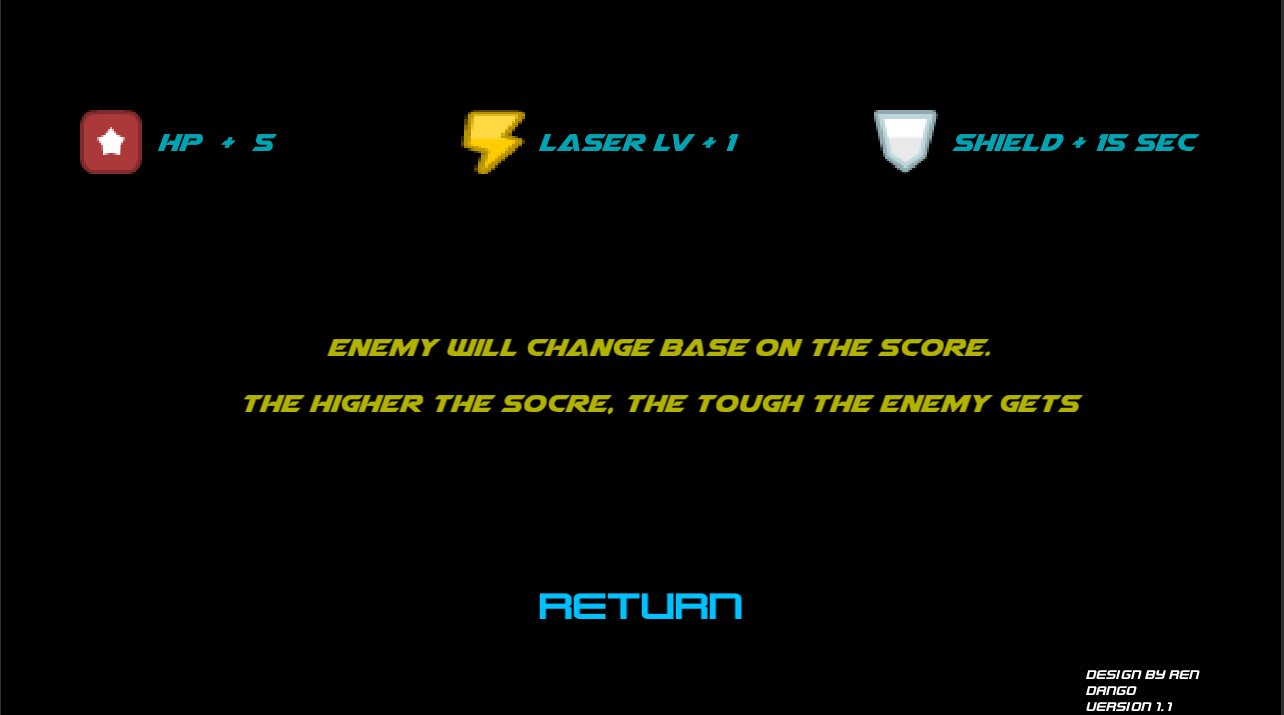 HP + 5
LASER LV + 1
SHIELD + 15 SEC
ENEMY WILL CHANGE BASE ON THE SCORE.
THE HIGHER THE SOCRE, THE TOUGH THE ENEMY GETS
RETURN
DESIGN BY REN
DANGO
VERSION 1.1